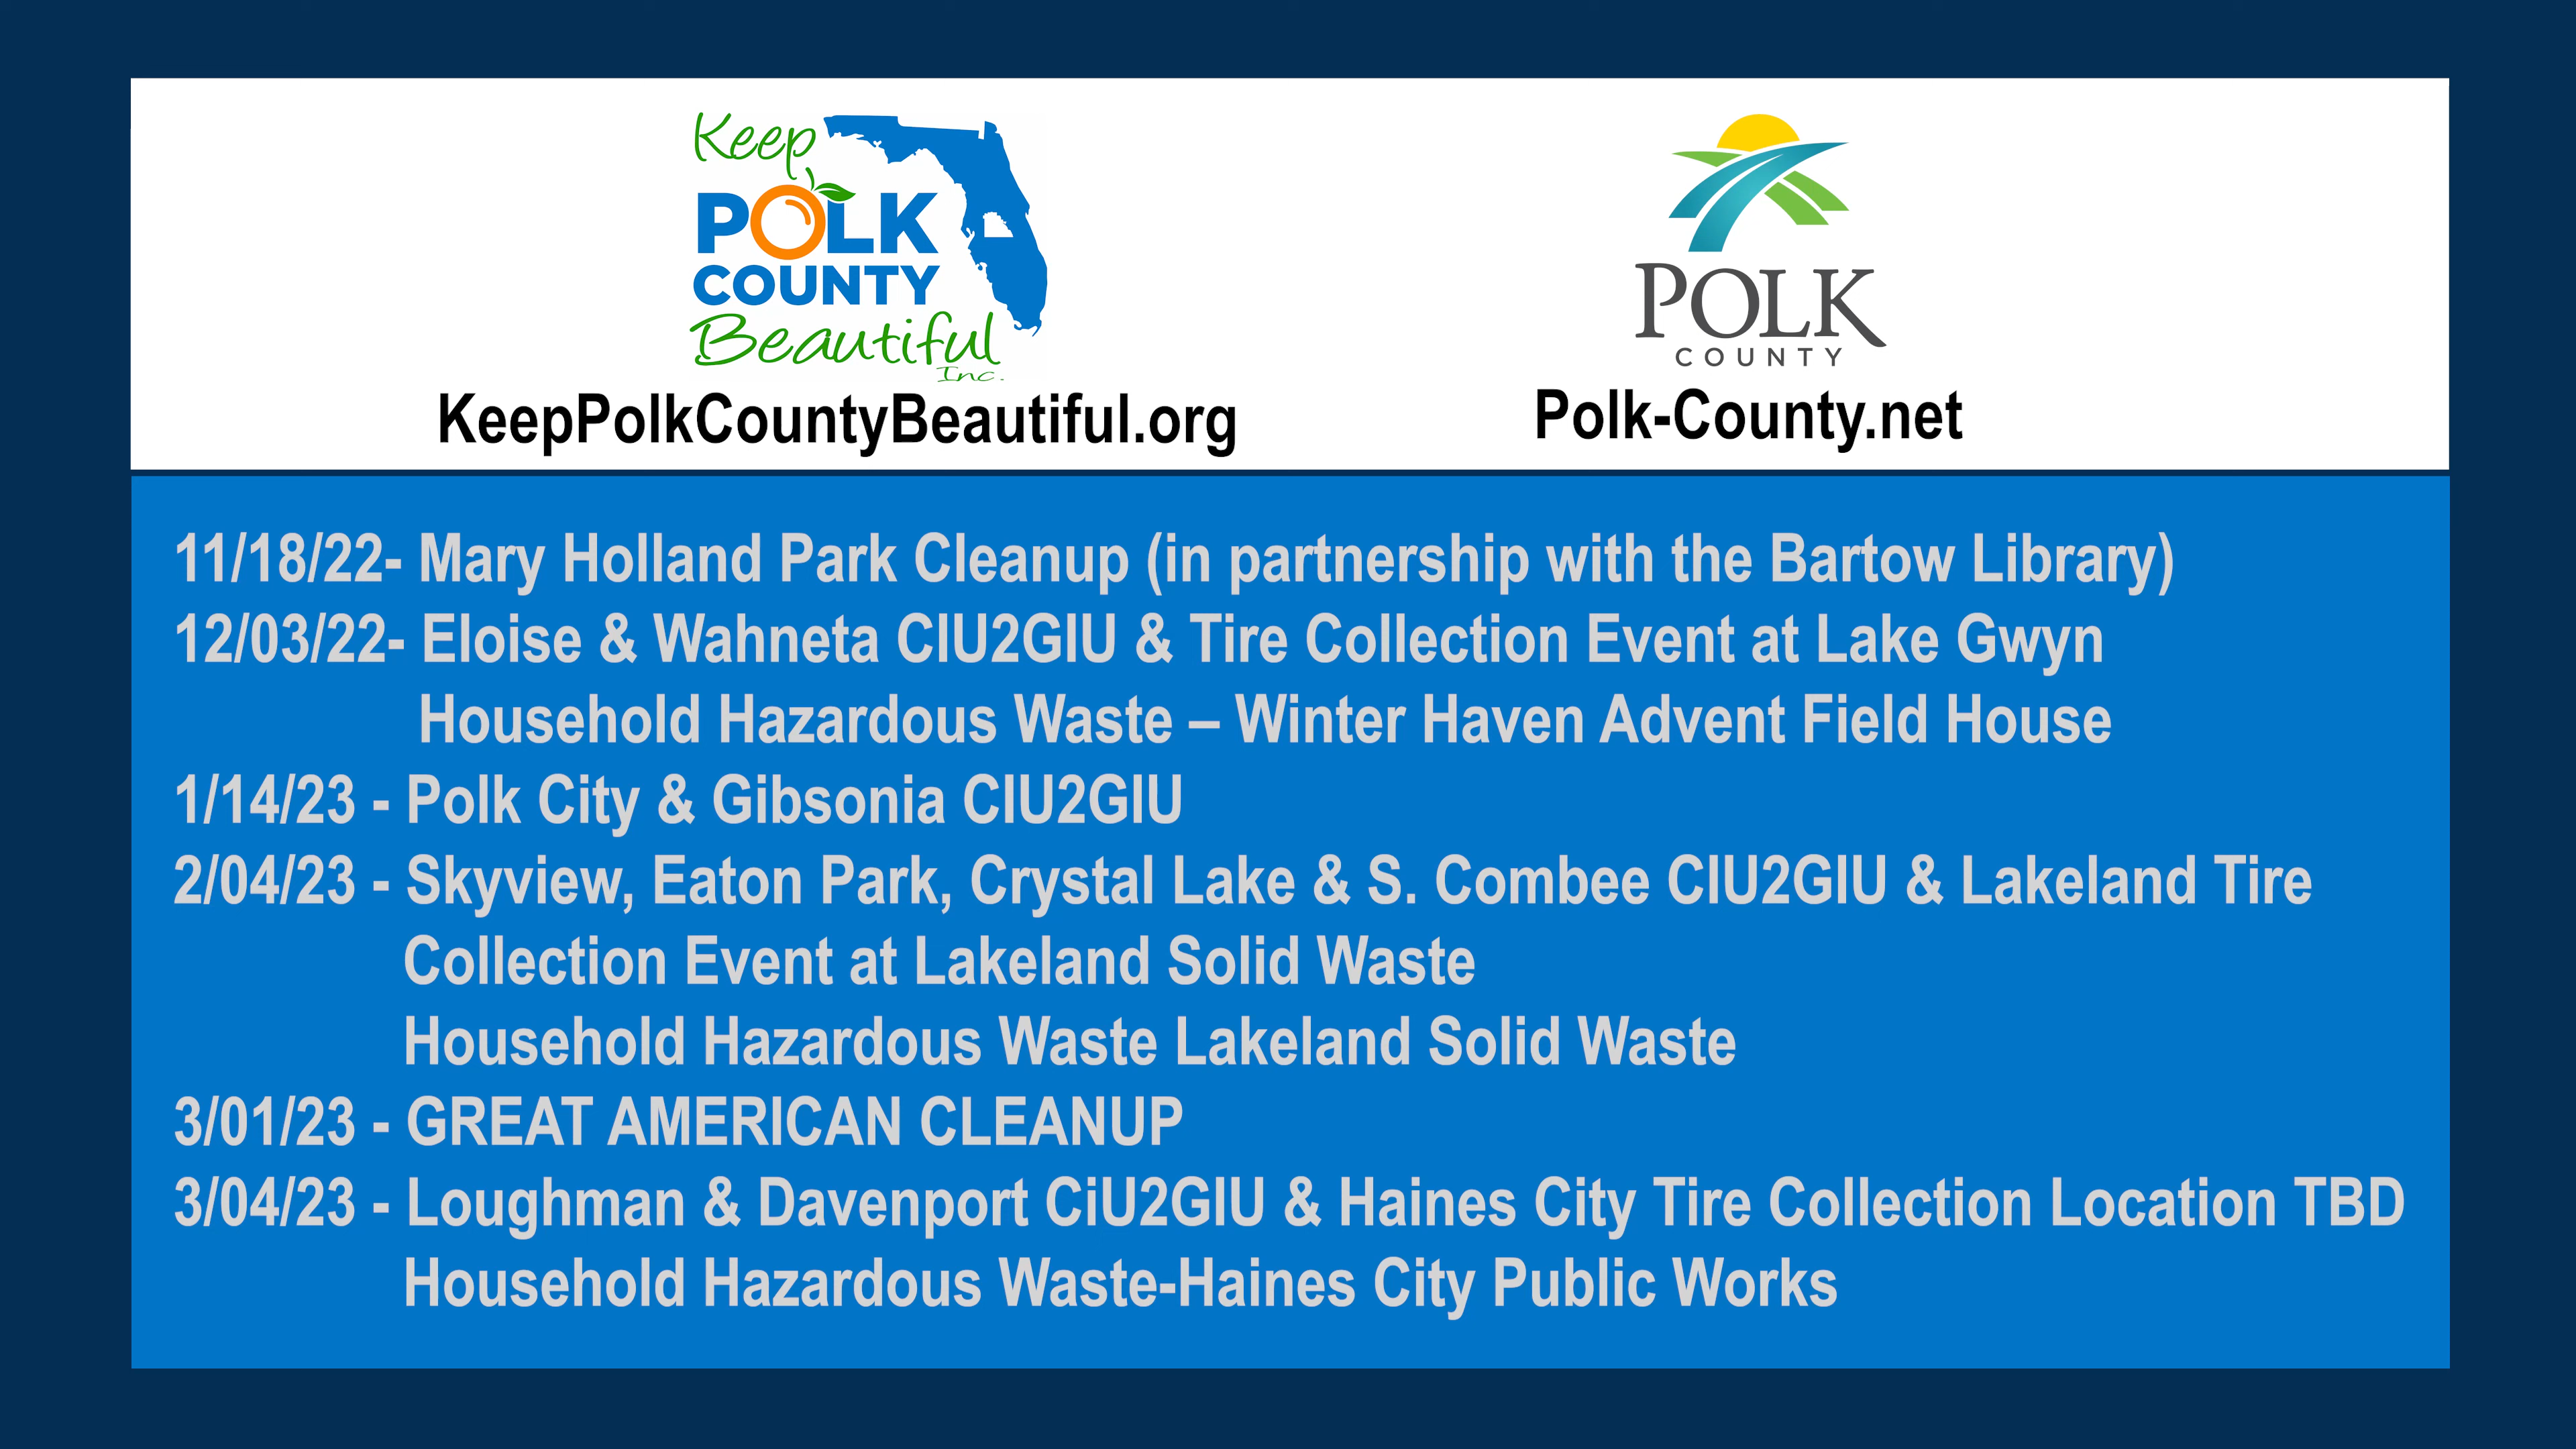 Keep
POLK
COUNTY
Beautiful
Inc.
KeepPolkCountyBeautiful.org
POLK
COUNTY
Polk-County.net
11/18/22- Mary Holland Park Cleanup (in partnership with the Bartow Library)
12/03/22- Eloise & Wahneta CIU2GIU & Tire Collection Event at Lake Gwyn
Household Hazardous Waste – Winter Haven Advent Field House
1/14/23 - Polk City & Gibsonia CIU2GIU
2/04/23 - Skyview, Eaton Park, Crystal Lake & S. Combee CIU2GIU & Lakeland Tire
Collection Event at Lakeland Solid Waste
Household Hazardous Waste Lakeland Solid Waste
3/01/23 - GREAT AMERICAN CLEANUP
3/04/23 - Loughman & Davenport CiU2GIU & Haines City Tire Collection Location TBD
Household Hazardous Waste-Haines City Public Works